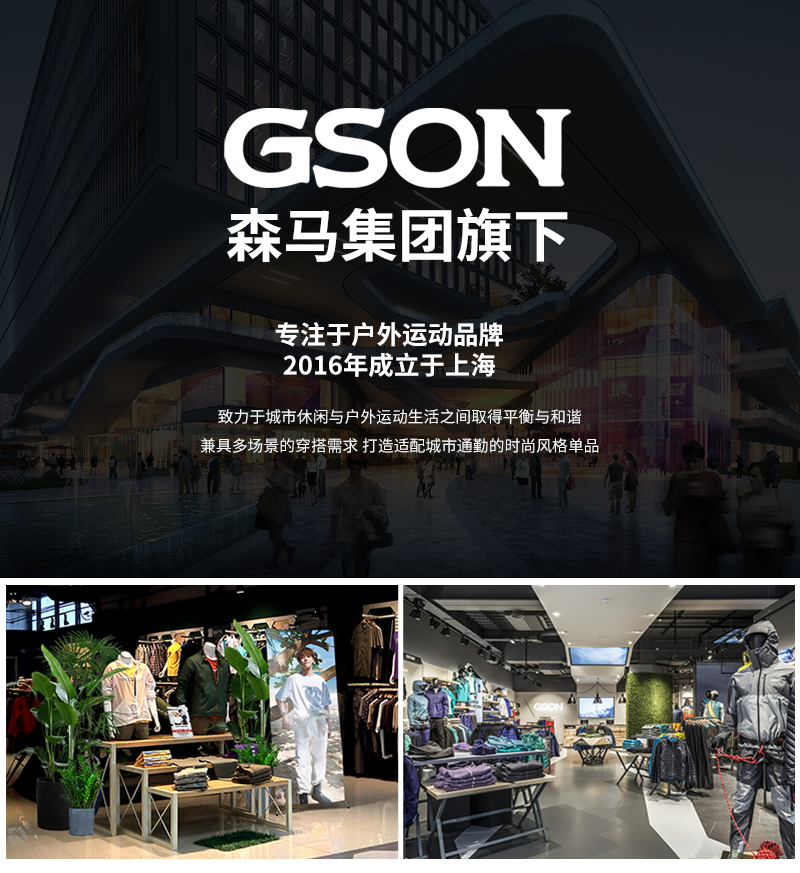 GSON
森马集团旗下
专注于户外运动品牌
2016年成立于上海
致力于城市休闲与户外运动生活之间取得平衡与和谐
兼具多场景的穿搭需求 打造适配城市通勤的时尚风格单品
GSON